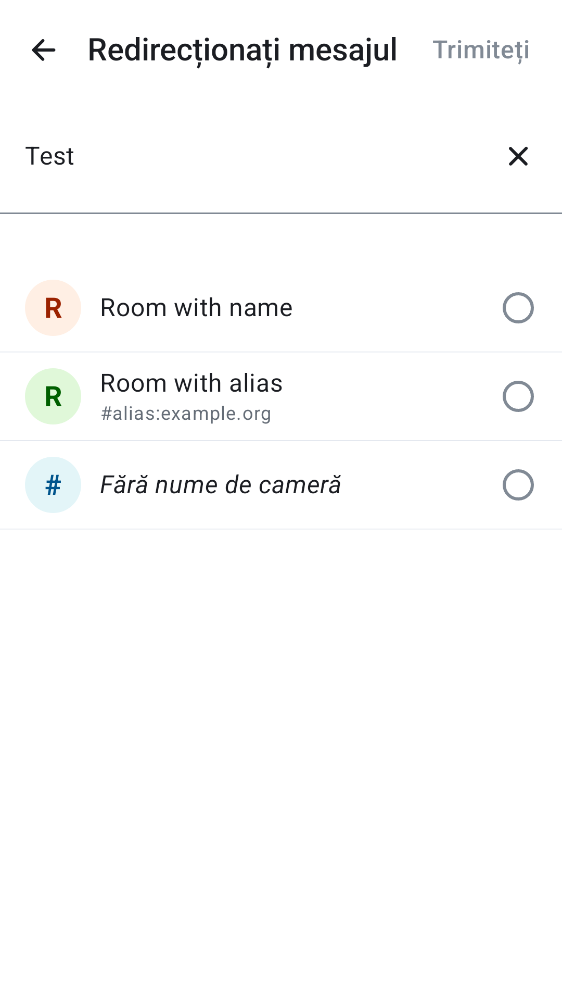 Redirecționați mesajul
Trimiteți
Test
R
Room with name
R
Room with alias
#alias:example.org
#
Fără nume de cameră